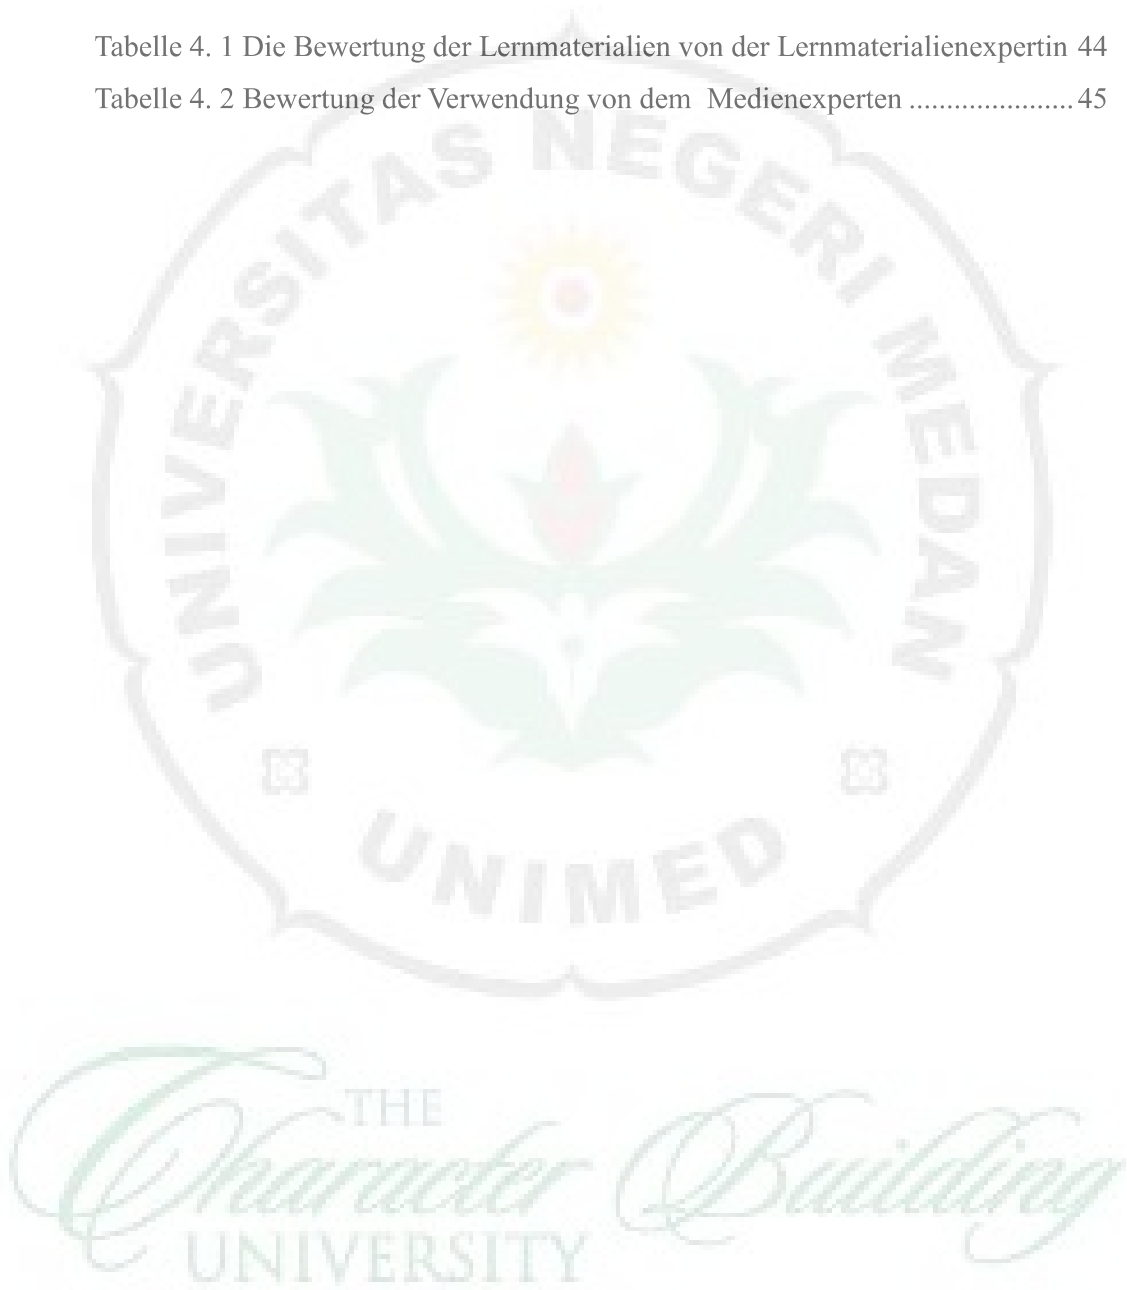 Tabelle 4. 1 Die Bewertung der Lernmaterialien von der Lernmaterialienexpertin 44
Tabelle 4. 2 Bewertung der Verwendung von dem  Medienexperten ...................... 45
UNIVERSITAS NEGERI MEDAN
UNIMED
THE
Character Building
UNIVERSITY